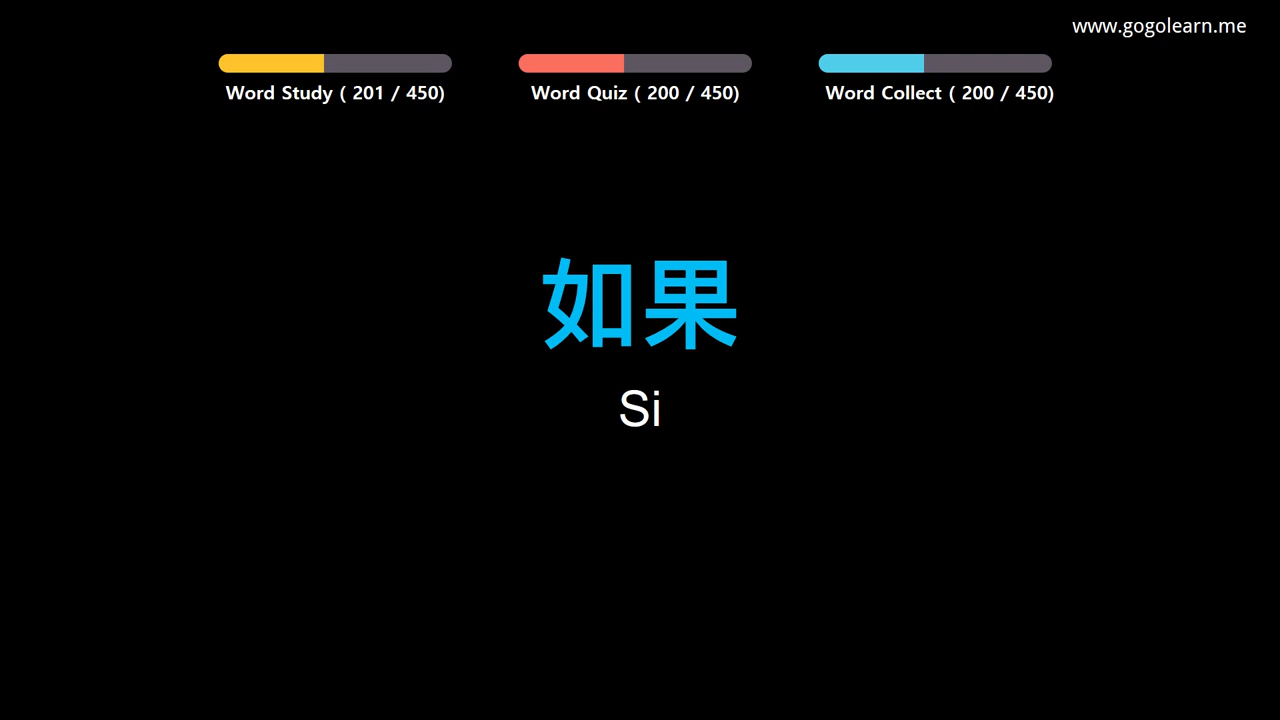 www.gogolearn.me
Word Study ( 201 / 450)
Word Quiz ( 200 / 450)
Word Collect ( 200 / 450)
如果
Si